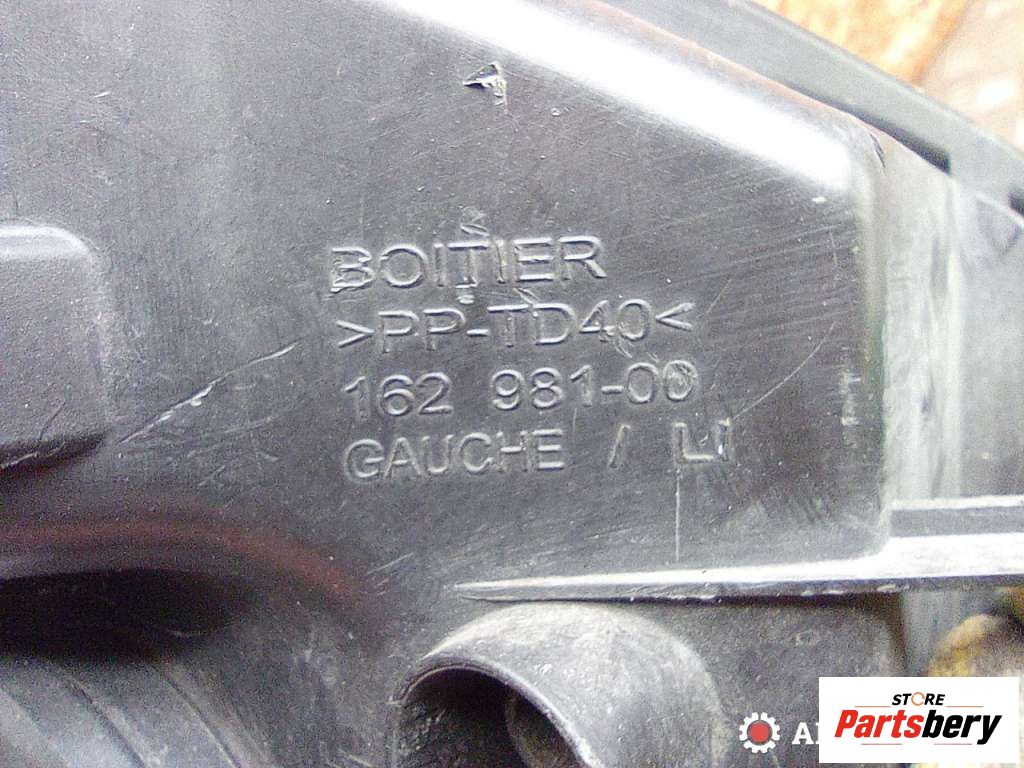 BOITIER
>PP-TD40<
162 981-00
GAUCHE / LI
STORE
Partsbery